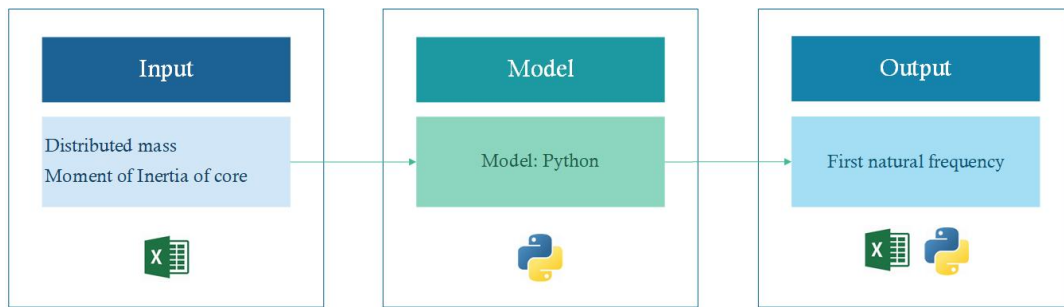 Input
Distributed mass
Moment of Inertia of core
X
Model
Model: Python
Output
First natural frequency
X